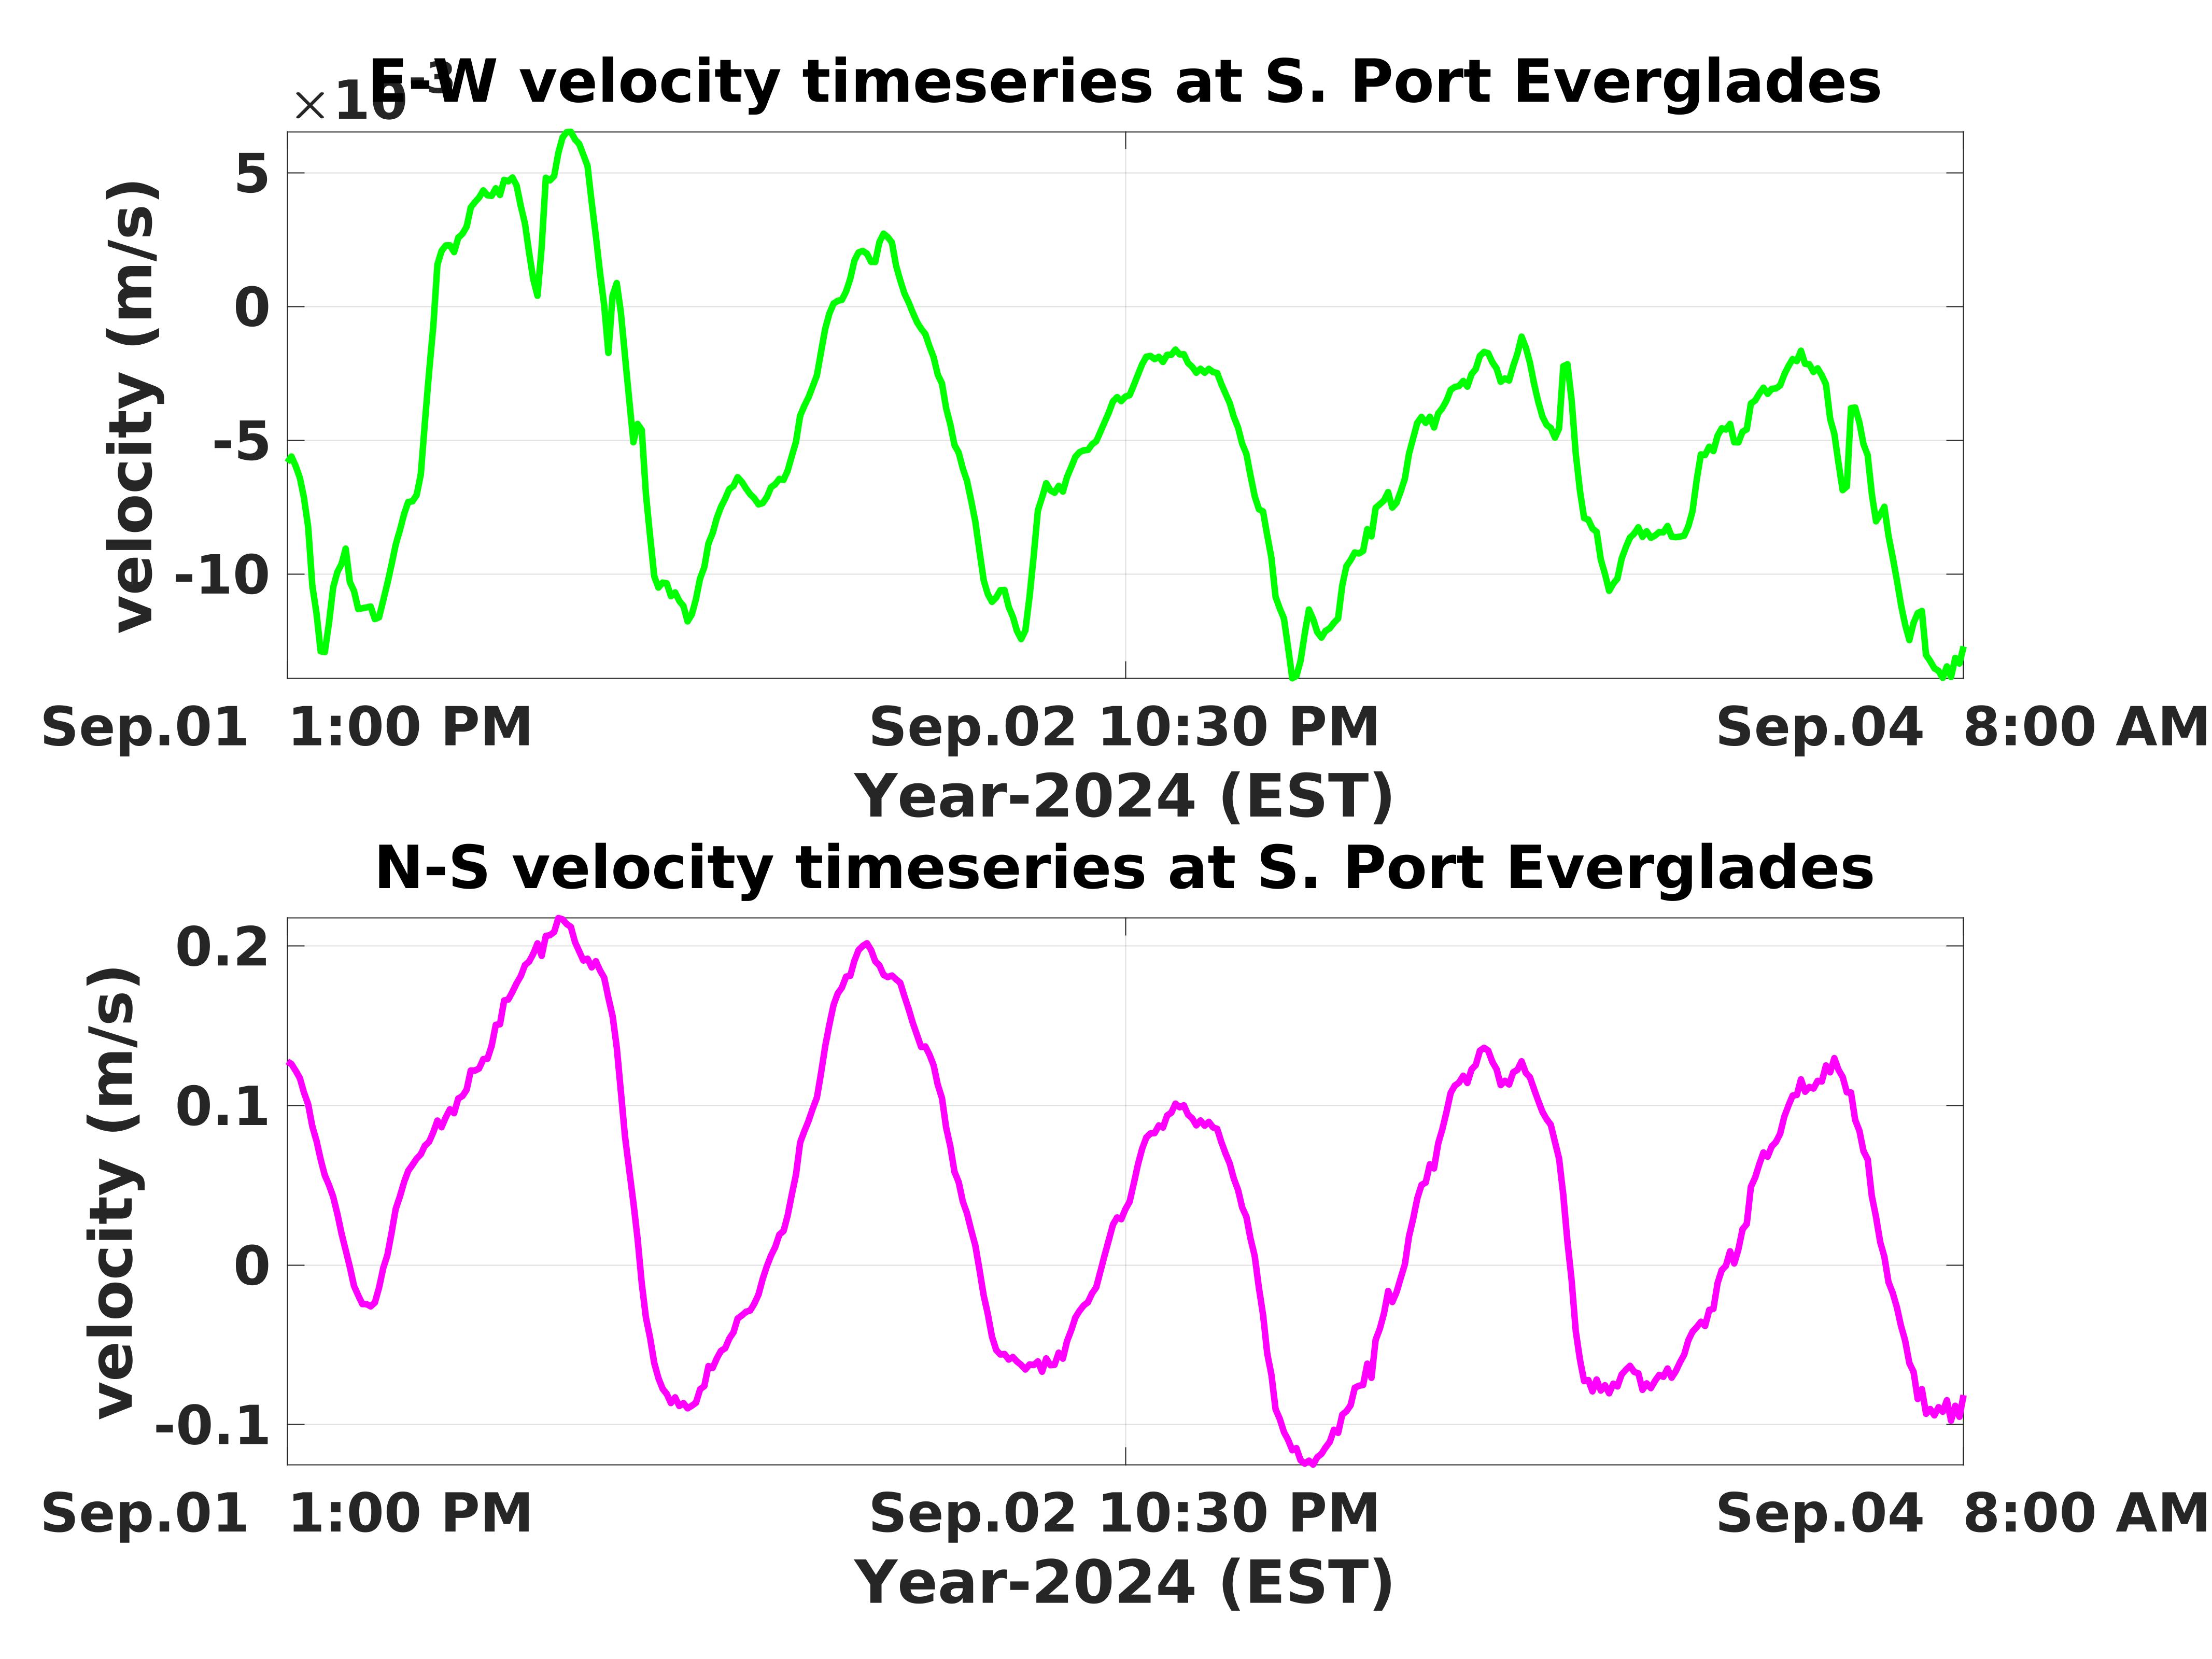 E-W velocity timeseries at S. Port Everglades
× 10-3
velocity (m/s)
5
0
-5
-10
Sep.01 1:00 PM Sep.02 10:30 PM Sep.04 8:00 AM
Year-2024 (EST)
N-S velocity timeseries at S. Port Everglades
velocity (m/s)
0.2
0.1
0
-0.1
Sep.01 1:00 PM Sep.02 10:30 PM Sep.04 8:00 AM
Year-2024 (EST)